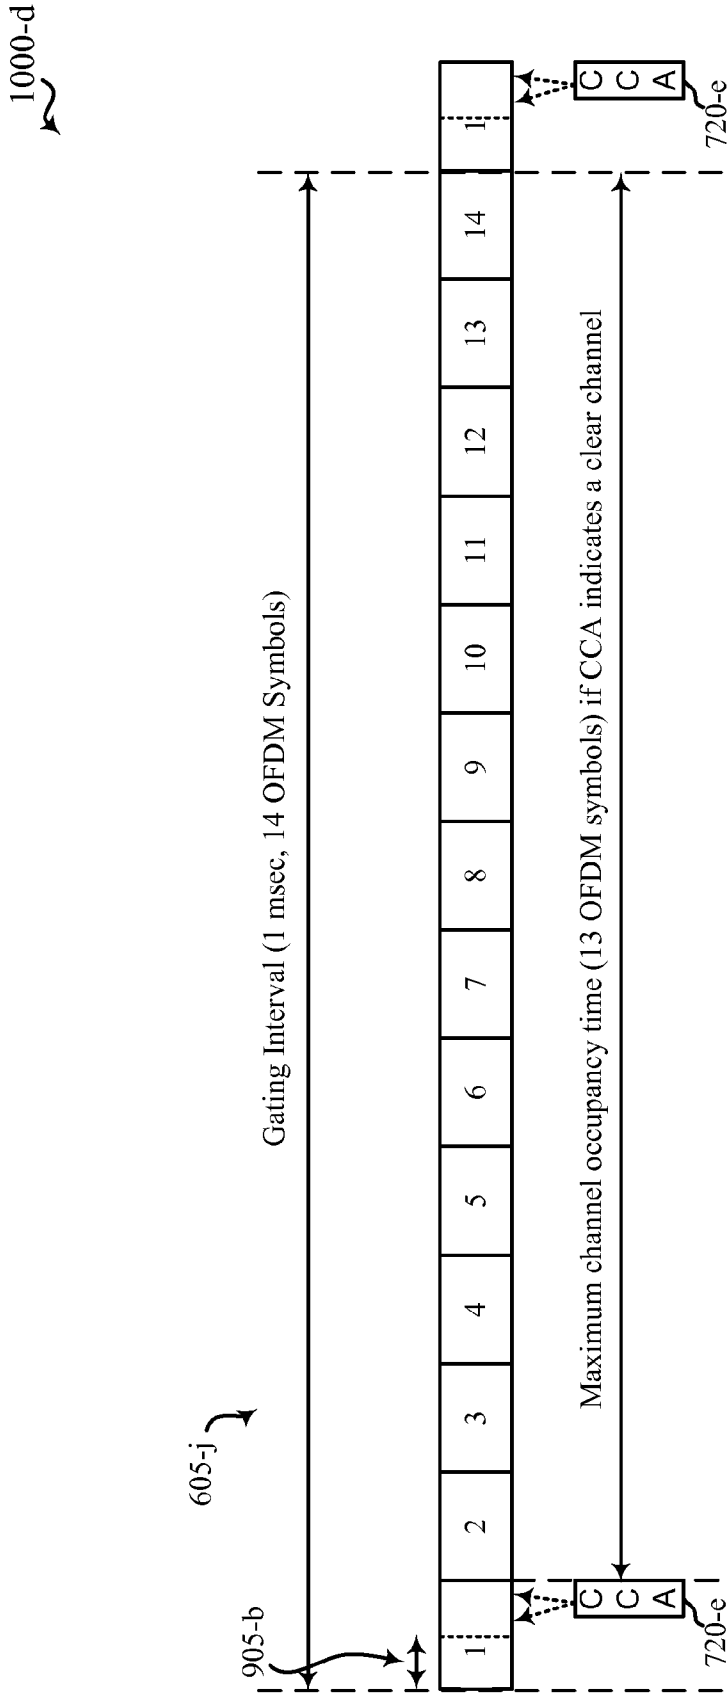 1000-d
605-j
905-b
Gating Interval (1 msec, 14 OFDM Symbols)
1 2 3 4 5 6 7 8 9 10 11 12 13 14 1
Maximum channel occupancy time (13 OFDM symbols) if CCA indicates a clear channel
CCA
720-e
CCA
720-e